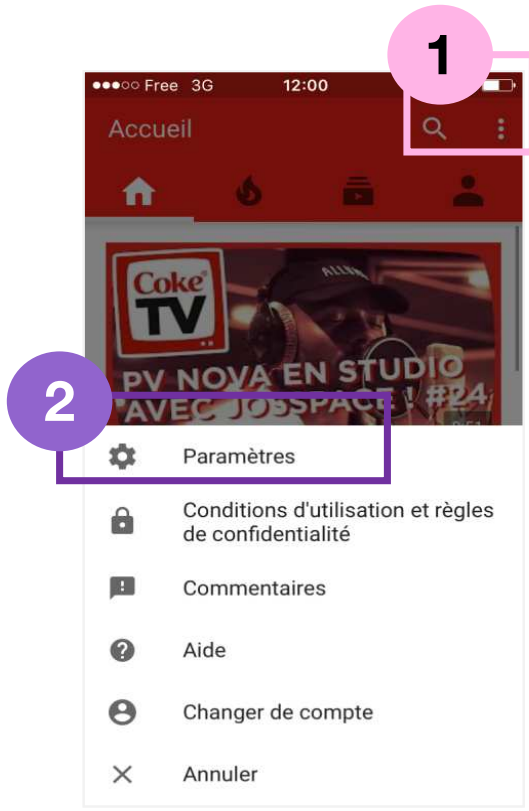 1
Free 3G 12:00
Accueil
ALLBLACK
Coke
TV
PV NOVA EN STUDIO
AVEC JOSSPACE ! #24
2
Paramètres
Conditions d'utilisation et règles
de confidentialité
Commentaires
Aide
Changer de compte
Annuler